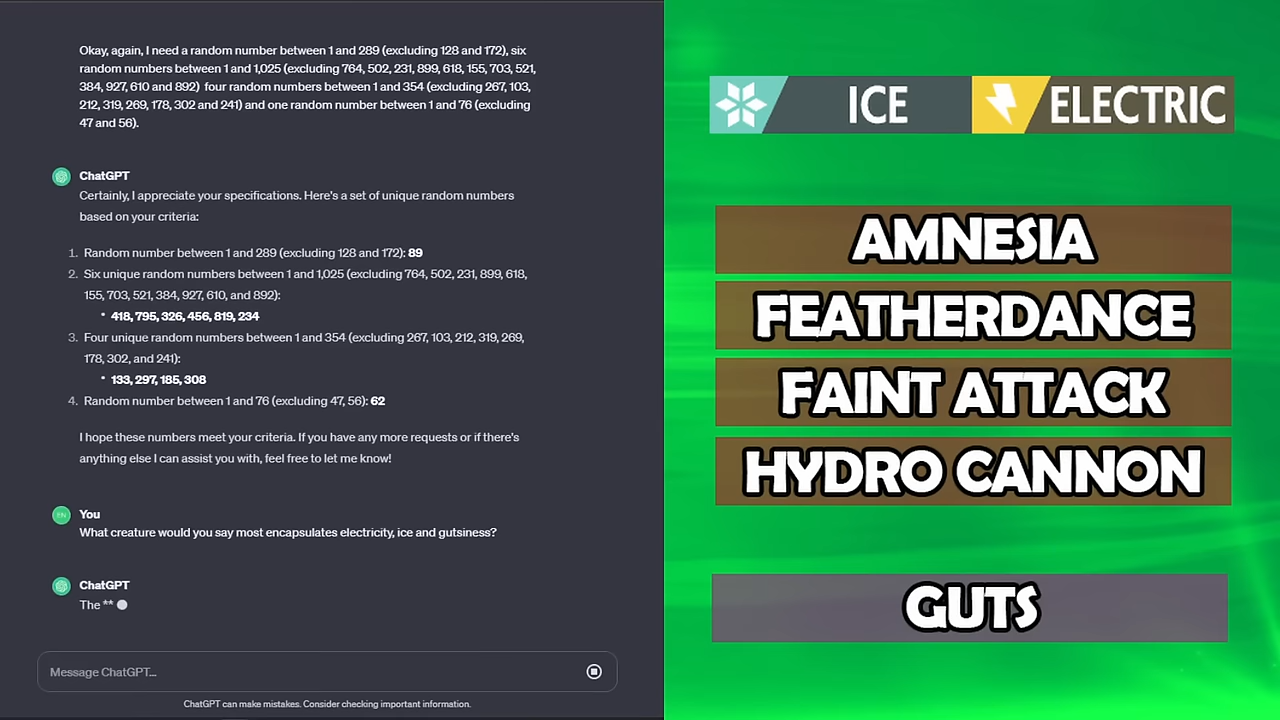 Okay, again, I need a random number between 1 and 289 (excluding 128 and 172), six
random numbers between 1 and 1,025 (excluding 764, 502, 231, 899, 618, 155, 703, 521,
384, 927, 610 and 892)  four random numbers between 1 and 354 (excluding 267, 103,
212, 319, 269, 178, 302 and 241) and one random number between 1 and 76 (excluding
47 and 56).
ChatGPT
Certainly, I appreciate your specifications. Here's a set of unique random numbers
based on your criteria:
1. Random number between 1 and 289 (excluding 128 and 172): 89
2. Six unique random numbers between 1 and 1,025 (excluding 764, 502, 231, 899, 618,
155, 703, 521, 384, 927, 610, and 892):
• 418, 795, 326, 456, 819, 234
3. Four unique random numbers between 1 and 354 (excluding 267, 103, 212, 319, 269,
178, 302, and 241):
• 133, 297, 185, 308
4. Random number between 1 and 76 (excluding 47, 56): 62
I hope these numbers meet your criteria. If you have any more requests or if there's
anything else I can assist you with, feel free to let me know!
You
What creature would you say most encapsulates electricity, ice and gutsiness?
ChatGPT
The **
Message ChatGPT...
ChatGPT can make mistakes. Consider checking important information.
ICE ELECTRIC
AMNESIA
FEATHERDANCE
FAINT ATTACK
HYDRO CANNON
GUTS